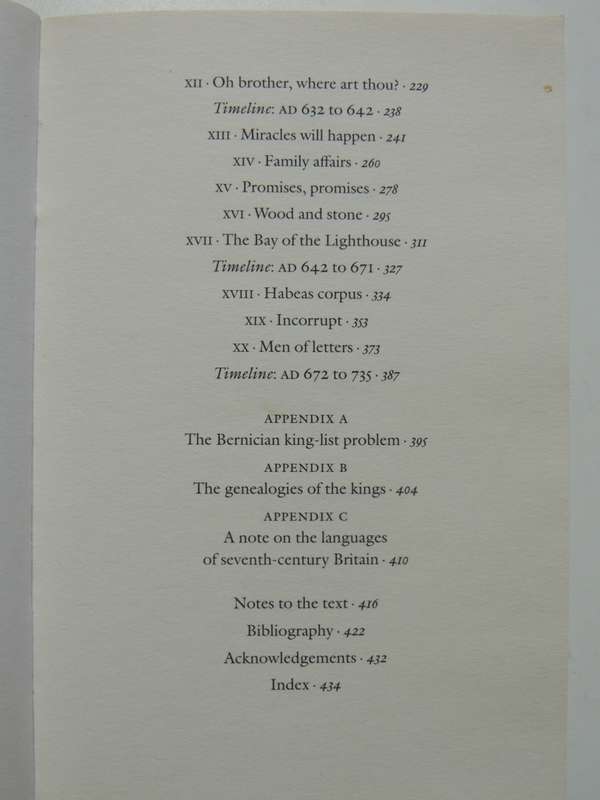 XII · Oh brother, where art thou? · 229
Timeline: AD 632 to 642 · 238
XIII · Miracles will happen · 241
XIV · Family affairs · 260
XV · Promises, promises · 278
XVI · Wood and stone · 295
XVII · The Bay of the Lighthouse · 311
Timeline: AD 642 to 671 · 327
XVIII · Habeas corpus · 334
XIX · Incorrupt · 353
XX · Men of letters · 373
Timeline: AD 672 to 735 · 387
APPENDIX A
The Bernician king-list problem · 395
APPENDIX B
The genealogies of the kings · 404
APPENDIX C
A note on the languages
of seventh-century Britain · 410
Notes to the text · 416
Bibliography · 422
Acknowledgements · 432
Index · 434